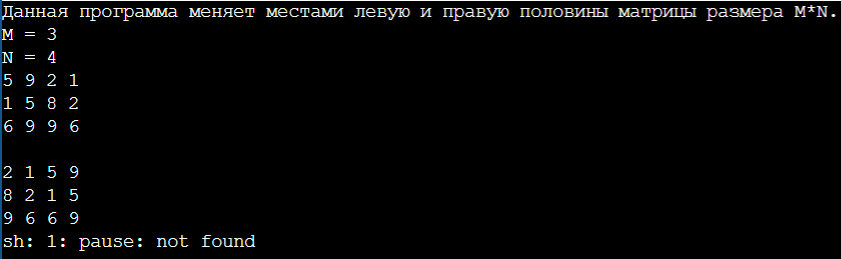 Данная программа меняет местами левую и правую половины матрицы размера M*N.
M = 3
N = 4
5 9 2 1
1 5 8 2
6 9 9 6
2 1 5 9
8 2 1 5
9 6 6 9
sh: 1: pause: not found